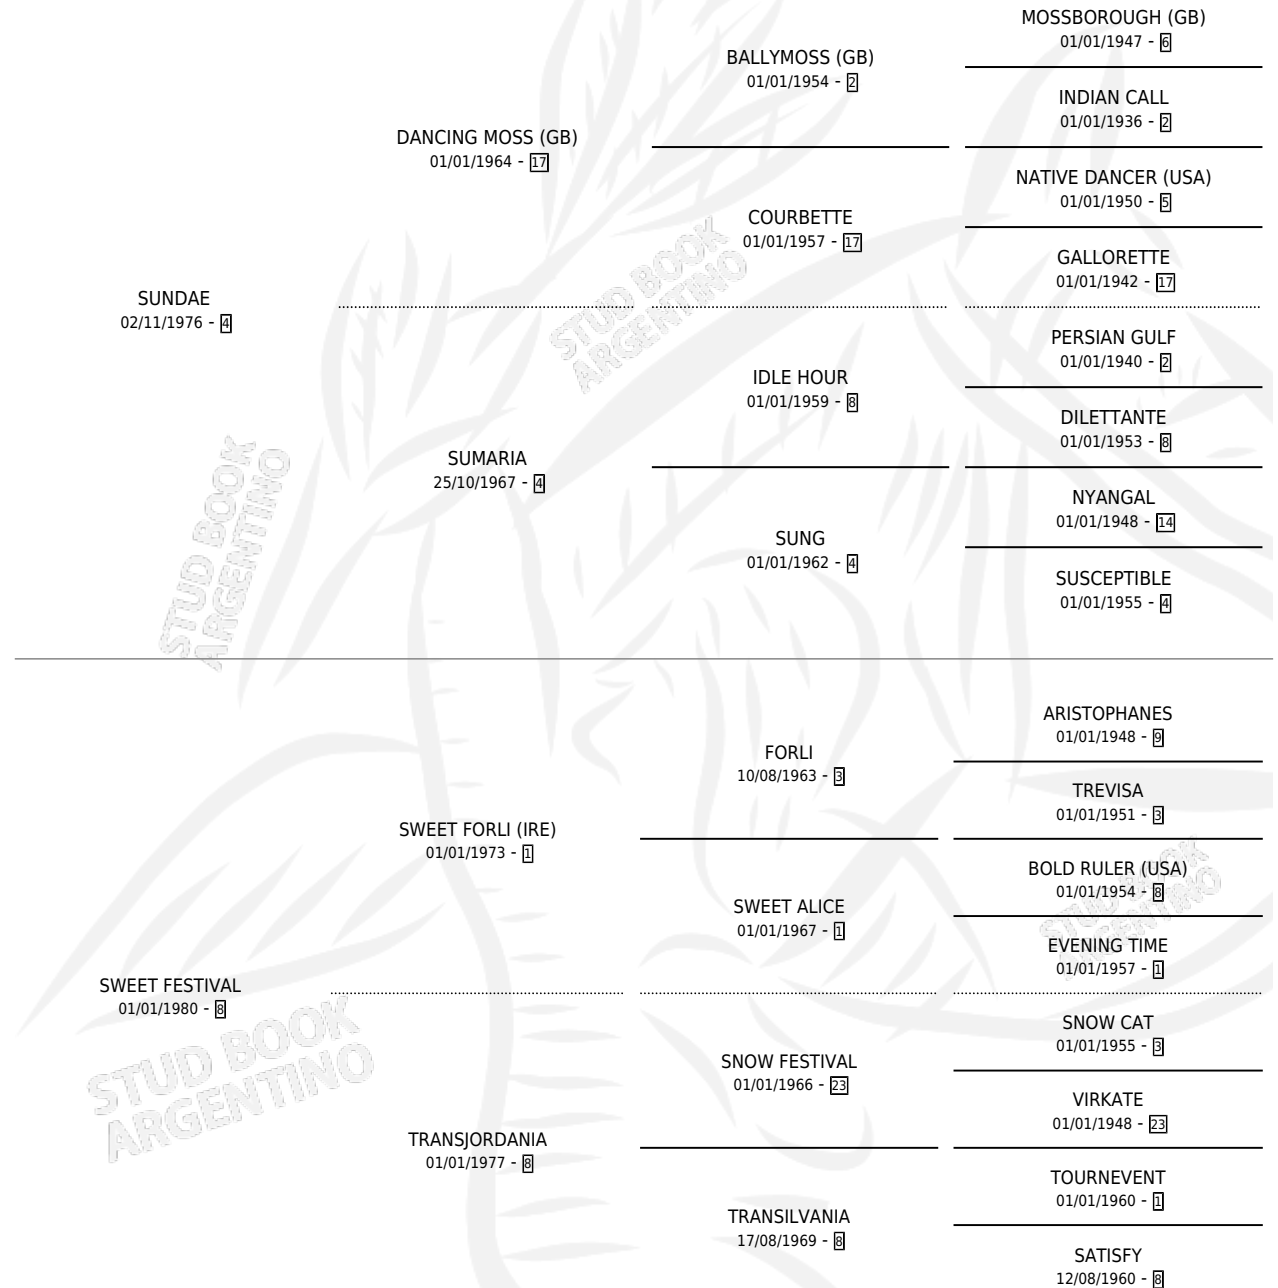 MOSSBOROUGH (GB)
01/01/1947 - 6
BALLYMOSS (GB)
01/01/1954 - 2
INDIAN CALL
01/01/1936 - 2
DANCING MOSS (GB)
01/01/1964 - 17
NATIVE DANCER (USA)
01/01/1950 - 5
COURBETTE
01/01/1957 - 17
GALLORETTE
01/01/1942 - 17
SUNDAE
02/11/1976 - 4
PERSIAN GULF
01/01/1940 - 2
IDLE HOUR
01/01/1959 - 8
DILETTANTE
01/01/1953 - 8
SUMARIA
25/10/1967 - 4
NYANGAL
01/01/1948 - 14
SUNG
01/01/1962 - 4
SUSCEPTIBLE
01/01/1955 - 4
ARISTOPHANES
01/01/1948 - 9
FORLI
10/08/1963 - 3
TREVISA
01/01/1951 - 3
SWEET FORLI (IRE)
01/01/1973 - 1
BOLD RULER (USA)
01/01/1954 - 8
SWEET ALICE
01/01/1967 - 1
EVENING TIME
01/01/1957 - 1
SWEET FESTIVAL
01/01/1980 - 8
SNOW CAT
01/01/1955 - 3
SNOW FESTIVAL
01/01/1966 - 23
VIRKATE
01/01/1948 - 23
TRANSJORDANIA
01/01/1977 - 8
TOURNEVENT
01/01/1960 - 1
TRANSILVANIA
17/08/1969 - 8
SATISFY
12/08/1960 - 8
STUD BOOK
ARGENTINO
STUD BOOK
ARGENTINO
STUD BOOK
ARGENTINO
STUD BOOK
ARGENTINO